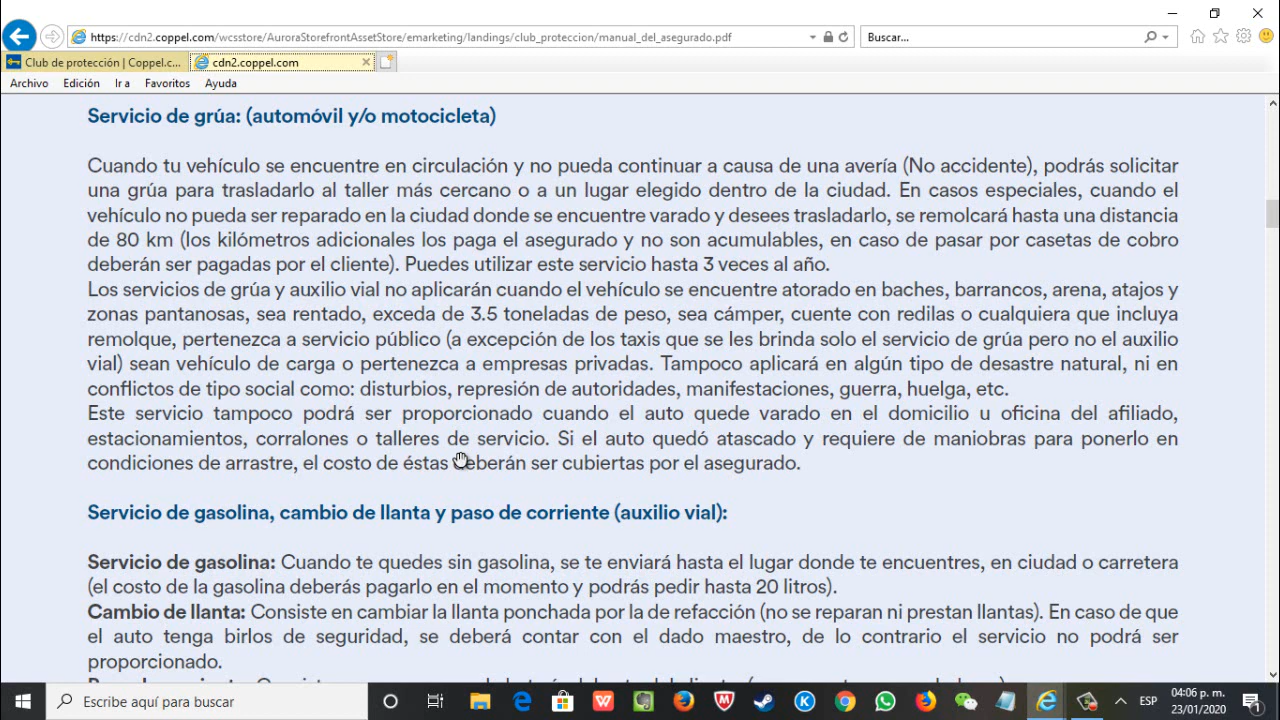 https://cdn2.coppel.com/wcsstore/AuroraStorefrontAssetStore/emarketing/landings/club_proteccion/manual_del_asegurado.pdf
Buscar...
Club de protección | Coppel.c...
cdn2.coppel.com
Archivo Edición Ir a Favoritos Ayuda
Servicio de grúa: (automóvil y/o motocicleta)
Cuando tu vehículo se encuentre en circulación y no pueda continuar a causa de una avería (No accidente), podrás solicitar
una grúa para trasladarlo al taller más cercano o a un lugar elegido dentro de la ciudad. En casos especiales, cuando el
vehículo no pueda ser reparado en la ciudad donde se encuentre varado y desees trasladarlo, se remolcará hasta una distancia
de 80 km (los kilómetros adicionales los paga el asegurado y no son acumulables, en caso de pasar por casetas de cobro
deberán ser pagadas por el cliente). Puedes utilizar este servicio hasta 3 veces al año.
Los servicios de grúa y auxilio vial no aplicarán cuando el vehículo se encuentre atorado en baches, barrancos, arena, atajos y
zonas pantanosas, sea rentado, exceda de 3.5 toneladas de peso, sea cámper, cuente con redilas o cualquiera que incluya
remolque, pertenezca a servicio público (a excepción de los taxis que se les brinda solo el servicio de grúa pero no el auxilio
vial) sean vehículo de carga o pertenezca a empresas privadas. Tampoco aplicará en algún tipo de desastre natural, ni en
conflictos de tipo social como: disturbios, represión de autoridades, manifestaciones, guerra, huelga, etc.
Este servicio tampoco podrá ser proporcionado cuando el auto quede varado en el domicilio u oficina del afiliado,
estacionamientos, corralones o talleres de servicio. Si el auto quedó atascado y requiere de maniobras para ponerlo en
condiciones de arrastre, el costo de éstas deberán ser cubiertas por el asegurado.
Servicio de gasolina, cambio de llanta y paso de corriente (auxilio vial):
Servicio de gasolina: Cuando te quedes sin gasolina, se te enviará hasta el lugar donde te encuentres, en ciudad o carretera
(el costo de la gasolina deberás pagarlo en el momento y podrás pedir hasta 20 litros).
Cambio de llanta: Consiste en cambiar la llanta ponchada por la de refacción (no se reparan ni prestan llantas). En caso de que
el auto tenga birlos de seguridad, se deberá contar con el dado maestro, de lo contrario el servicio no podrá ser
proporcionado.
Escribe aquí para buscar
ESP
04:06 p. m.
23/01/2020